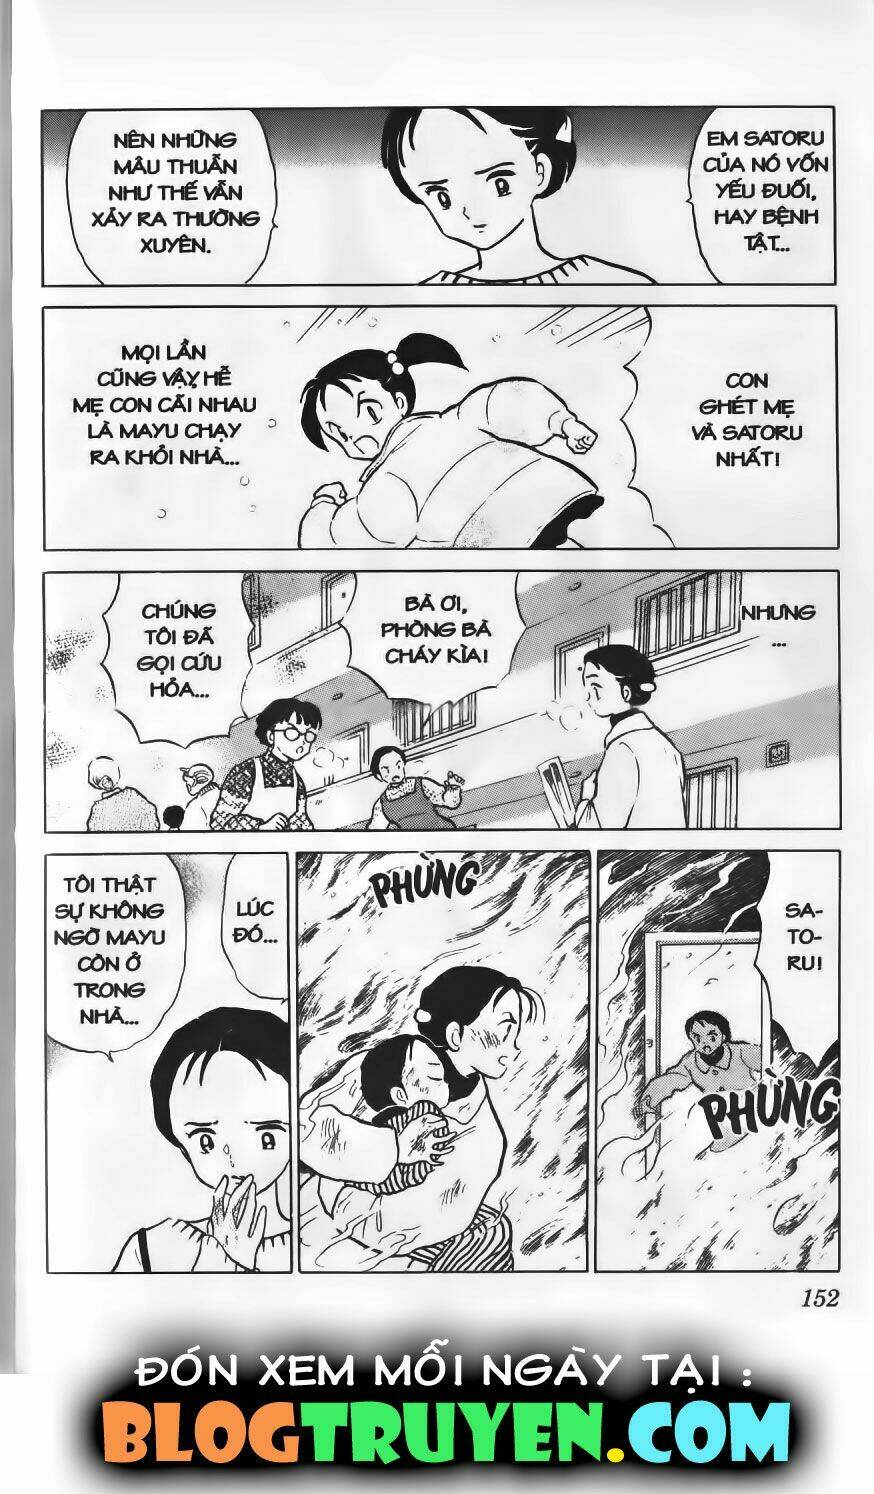 EM SATORU
CỦA NÓ VỐN
YẾU ĐUỐI,
HAY BỆNH
TẬT...
NÊN NHỮNG
MÂU THUẪN
NHƯ THẾ VẪN
XẢY RA THƯỜNG
XUYÊN.
CON
GHÉT MẸ
VÀ SATORU
NHẤT!
MỌI LẦN
CŨNG VẬY, HỄ
MẸ CON CÃI NHAU
LÀ MAYU CHẠY
RA KHỎI NHÀ...
NHƯNG
...
BÀ ƠI,
PHÒNG BÀ
CHÁY KÌA!
CHÚNG
TÔI ĐÃ
GỌI CỨU
HỎA...
SA-
TO-
RU!
PHỪNG
PHỪNG
LÚC
ĐÓ...
TÔI THẬT
SỰ KHÔNG
NGỜ MAYU
CÒN Ở
TRONG
NHÀ...
152
ĐÓN XEM MỖI NGÀY TẠI :
BLOGTRUYEN.COM